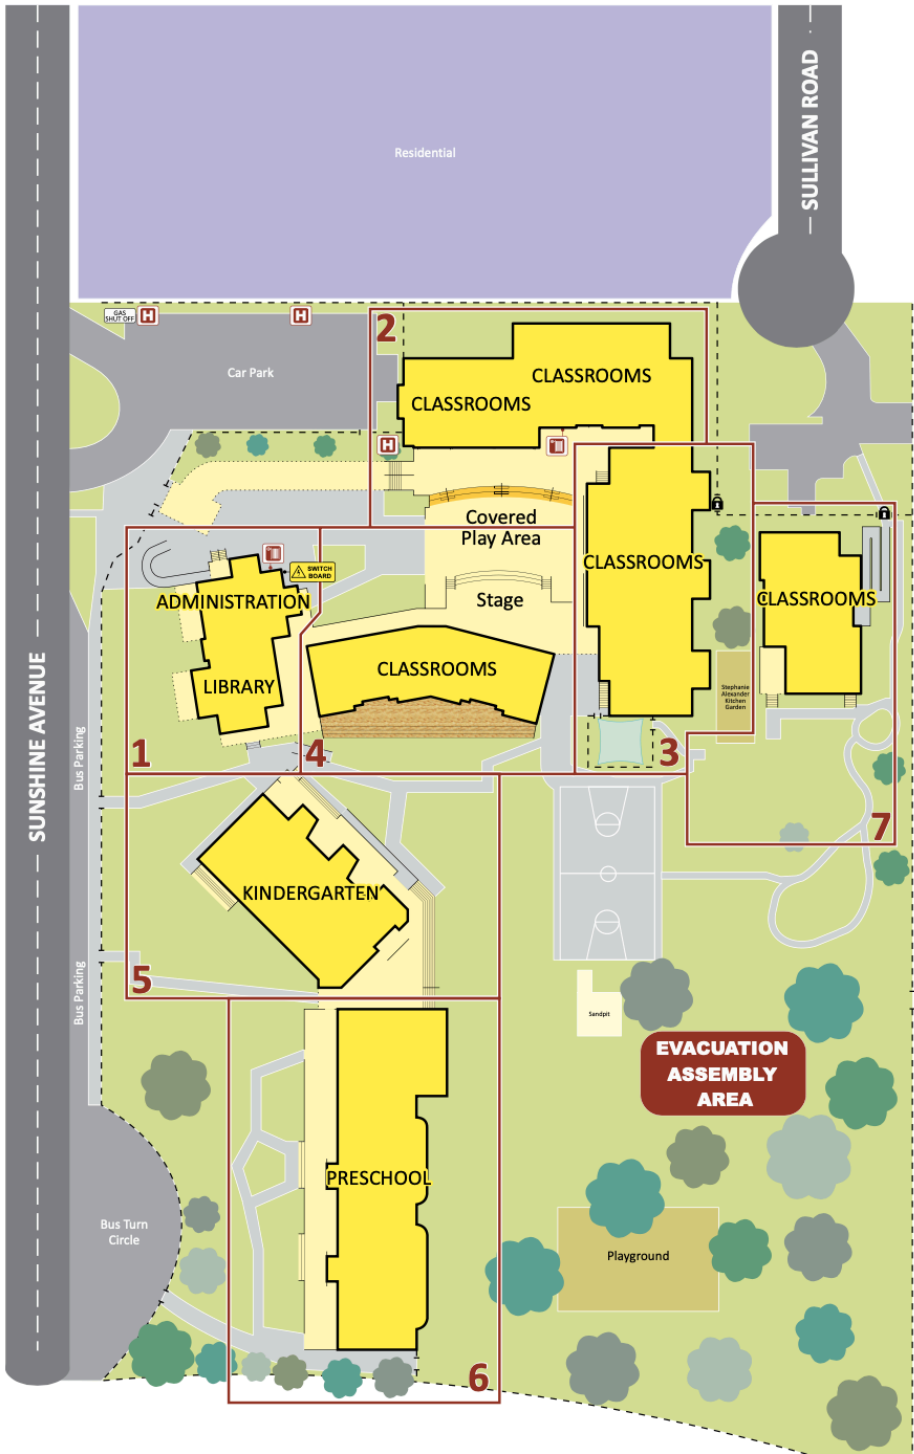 SULLIVAN ROAD
Residential
GAS
SHUT OFF
H
H
2
Car Park
CLASSROOMS
CLASSROOMS
H
Covered
Play Area
CLASSROOMS
SWITCH
BOARD
ADMINISTRATION
Stage
CLASSROOMS
CLASSROOMS
LIBRARY
Stephanie
Alexander
Kitchen
Garden
SUNSHINE AVENUE
Bus Parking
1
4
3
7
KINDERGARTEN
5
Bus Parking
Sandpit
EVACUATION
ASSEMBLY
AREA
PRESCHOOL
Bus Turn
Circle
Playground
6